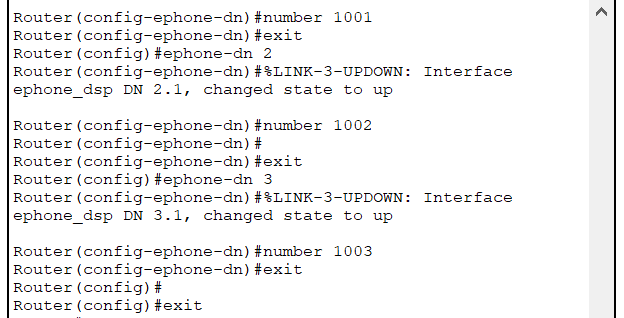 Router(config-ephone-dn)#number 1001
Router(config-ephone-dn)#exit
Router(config)#ephone-dn 2
Router(config-ephone-dn)#%LINK-3-UPDOWN: Interface
ephone_dsp DN 2.1, changed state to up
Router(config-ephone-dn)#number 1002
Router(config-ephone-dn)#
Router(config-ephone-dn)#exit
Router(config)#ephone-dn 3
Router(config-ephone-dn)#%LINK-3-UPDOWN: Interface
ephone_dsp DN 3.1, changed state to up
Router(config-ephone-dn)#number 1003
Router(config-ephone-dn)#exit
Router(config)#
Router(config)#exit